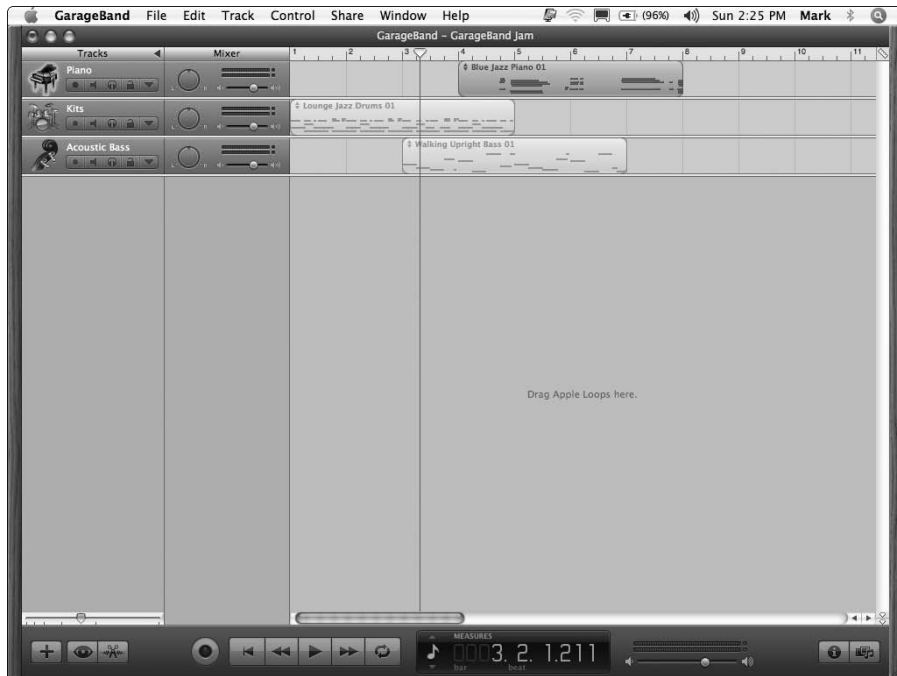 GarageBand File Edit Track Control Share Window Help (96%) Sun 2:25 PM Mark
GarageBand – GarageBand Jam
Tracks Mixer 1 2 3 4 5 6 7 8 9 10 11
Piano
Blue Jazz Piano 01
Kits
Lounge Jazz Drums 01
Acoustic Bass
Walking Upright Bass 01
Drag Apple Loops here.
MEASURES
0003. 2. 1.211
bar beat